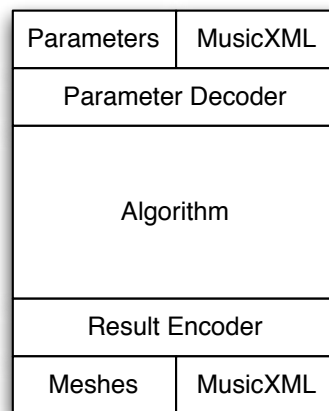 Parameters MusicXML
Parameter Decoder
Algorithm
Result Encoder
Meshes MusicXML